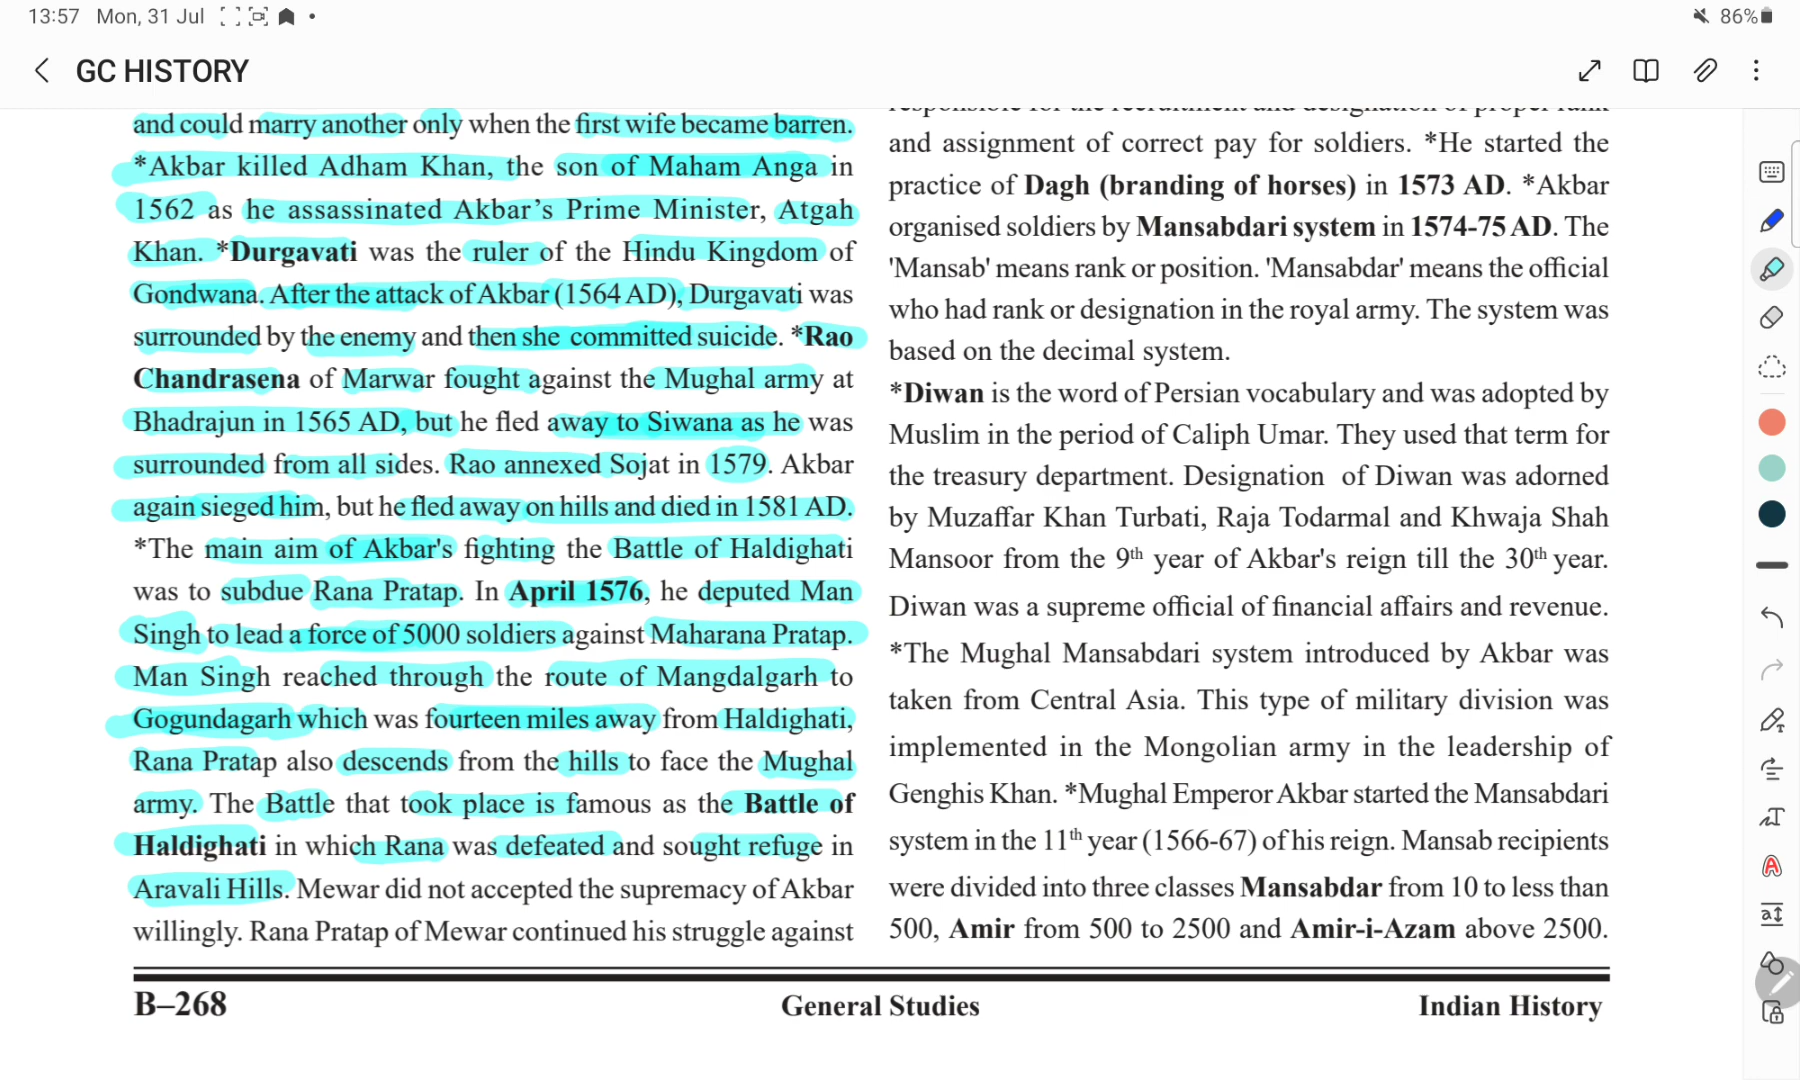 13:57 Mon, 31 Jul
86%
GC HISTORY
and could marry another only when the first wife became barren.
*Akbar killed Adham Khan, the son of Maham Anga in
1562 as he assassinated Akbar's Prime Minister, Atgah
Khan. *Durgavati was the ruler of the Hindu Kingdom of
Gondwana. After the attack of Akbar (1564 AD), Durgavati was
surrounded by the enemy and then she committed suicide. *Rao
Chandrasena of Marwar fought against the Mughal army at
Bhadrajun in 1565 AD, but he fled away to Siwana as he was
surrounded from all sides. Rao annexed Sojat in 1579. Akbar
again sieged him, but he fled away on hills and died in 1581 AD.
*The main aim of Akbar's fighting the Battle of Haldighati
was to subdue Rana Pratap. In April 1576, he deputed Man
Singh to lead a force of 5000 soldiers against Maharana Pratap.
Man Singh reached through the route of Mangdalgarh to
Gogundagarh which was fourteen miles away from Haldighati,
Rana Pratap also descends from the hills to face the Mughal
army. The Battle that took place is famous as the Battle of
Haldighati in which Rana was defeated and sought refuge in
Aravali Hills. Mewar did not accepted the supremacy of Akbar
willingly. Rana Pratap of Mewar continued his struggle against
responsible for the recruitment and designation of proper rank
and assignment of correct pay for soldiers. *He started the
practice of Dagh (branding of horses) in 1573 AD. *Akbar
organised soldiers by Mansabdari system in 1574-75 AD. The
'Mansab' means rank or position. 'Mansabdar' means the official
who had rank or designation in the royal army. The system was
based on the decimal system.
*Diwan is the word of Persian vocabulary and was adopted by
Muslim in the period of Caliph Umar. They used that term for
the treasury department. Designation of Diwan was adorned
by Muzaffar Khan Turbati, Raja Todarmal and Khwaja Shah
Mansoor from the 9th year of Akbar's reign till the 30th year.
Diwan was a supreme official of financial affairs and revenue.
*The Mughal Mansabdari system introduced by Akbar was
taken from Central Asia. This type of military division was
implemented in the Mongolian army in the leadership of
Genghis Khan. *Mughal Emperor Akbar started the Mansabdari
system in the 11th year (1566-67) of his reign. Mansab recipients
were divided into three classes Mansabdar from 10 to less than
500, Amir from 500 to 2500 and Amir-i-Azam above 2500.
B–268 General Studies Indian History